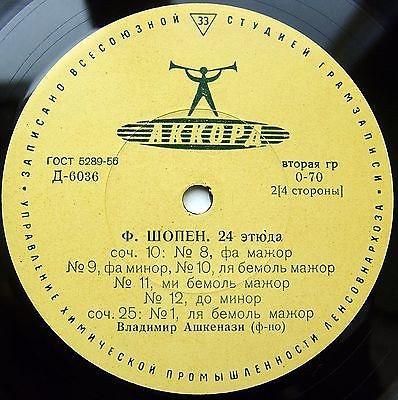 ЗАПИСАНО ВСЕСОЮЗНОЙ СТУДИЕЙ ГРАМЗАПИСИ
33
АККОРД
ГОСТ 5289-56
Д-6036
вторая гр
0-70
2[4 стороны]
Ф. ШОПЕН. 24 этюда
соч. 10: № 8, фа мажор
№ 9, фа минор, № 10, ля бемоль мажор
№ 11, ми бемоль мажор
№ 12, до минор
соч. 25: № 1, ля бемоль мажор
Владимир Ашкенази (ф-но)
УПРАВЛЕНИЕ ХИМИЧЕСКОЙ ПРОМЫШЛЕННОСТИ ЛЕНСОВНАРХОЗА